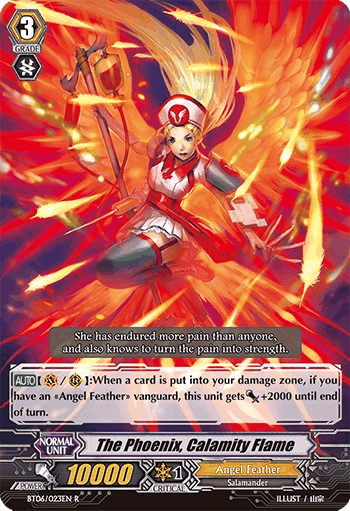 3
GRADE
She has endured more pain than anyone,
and also knows to turn the pain into strength.
AUTO【 / 】:When a card is put into your damage zone, if you
have an «Angel Feather» vanguard, this unit gets +2000 until end
of turn.
NORMAL
UNIT
The Phoenix, Calamity Flame
POWER
10000
1
CRITICAL
Angel Feather
Salamander
BT06/023EN R
ILLUST / 山宗